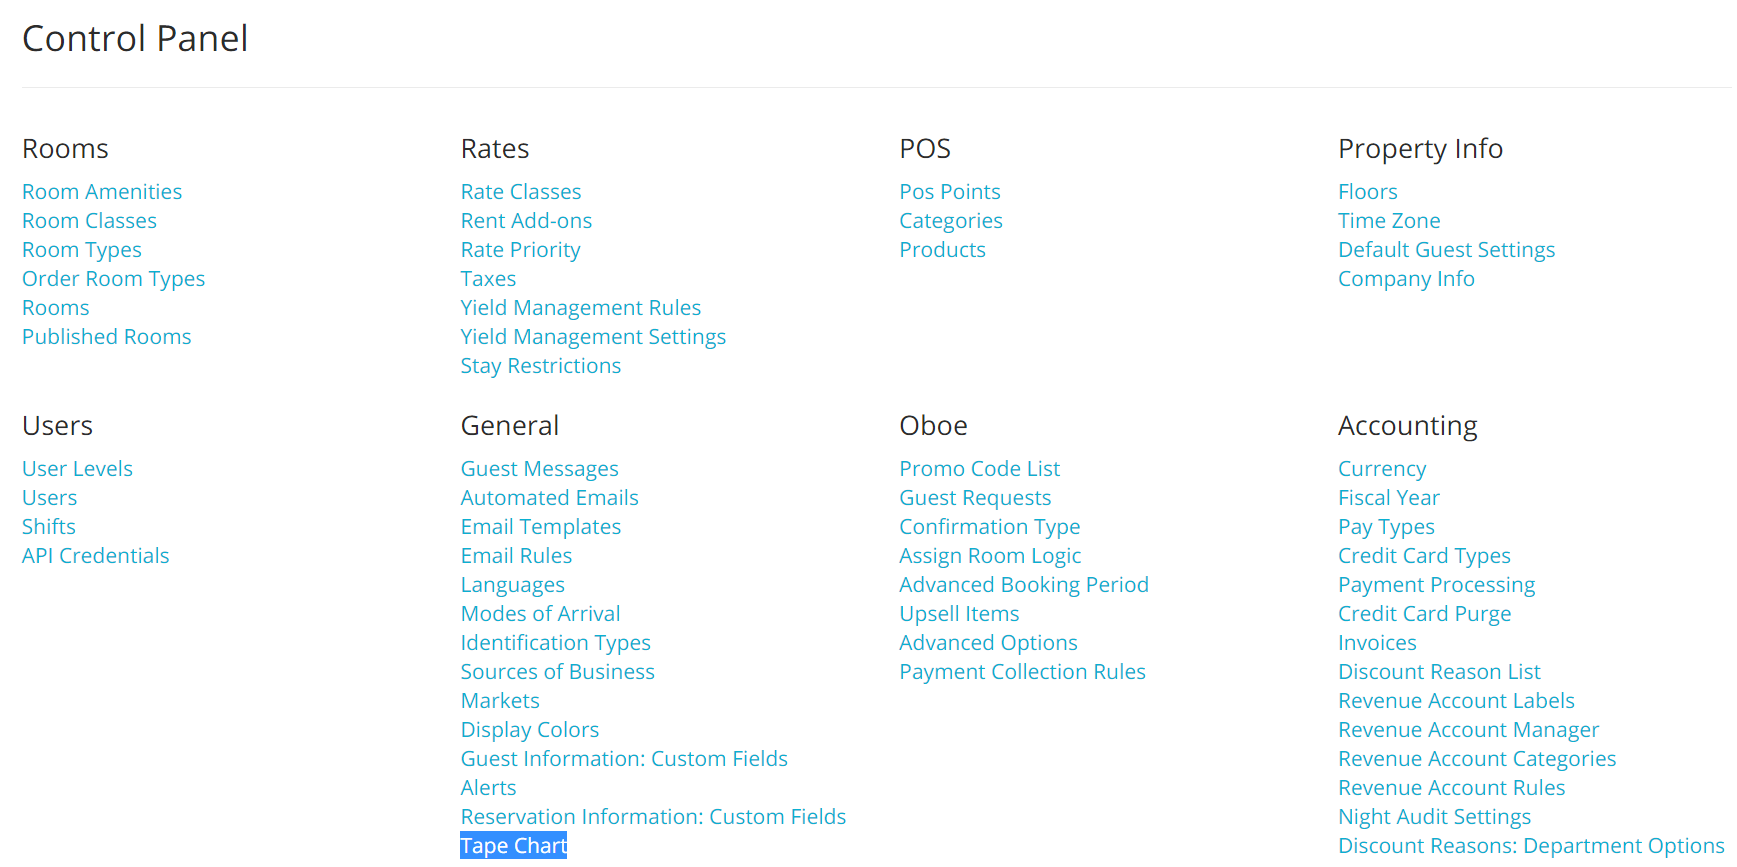 Control Panel
Rooms
Room Amenities
Room Classes
Room Types
Order Room Types
Rooms
Published Rooms
Rates
Rate Classes
Rent Add-ons
Rate Priority
Taxes
Yield Management Rules
Yield Management Settings
Stay Restrictions
POS
Pos Points
Categories
Products
Property Info
Floors
Time Zone
Default Guest Settings
Company Info
Users
User Levels
Users
Shifts
API Credentials
General
Guest Messages
Automated Emails
Email Templates
Email Rules
Languages
Modes of Arrival
Identification Types
Sources of Business
Markets
Display Colors
Guest Information: Custom Fields
Alerts
Reservation Information: Custom Fields
Tape Chart
Oboe
Promo Code List
Guest Requests
Confirmation Type
Assign Room Logic
Advanced Booking Period
Upsell Items
Advanced Options
Payment Collection Rules
Accounting
Currency
Fiscal Year
Pay Types
Credit Card Types
Payment Processing
Credit Card Purge
Invoices
Discount Reason List
Revenue Account Labels
Revenue Account Manager
Revenue Account Categories
Revenue Account Rules
Night Audit Settings
Discount Reasons: Department Options